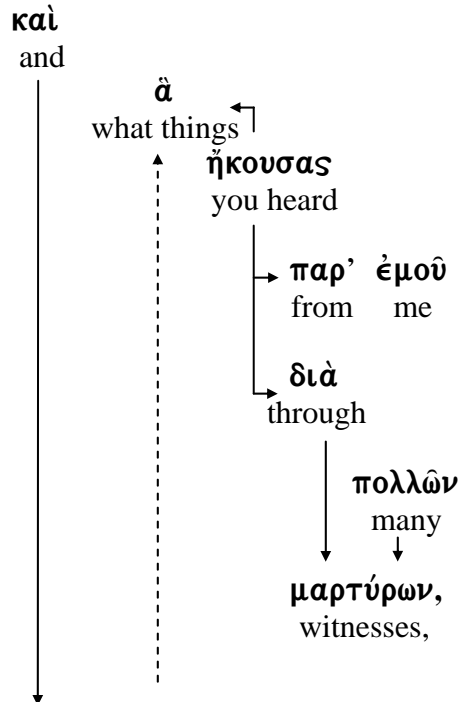 καὶ
and
ἃ
what things
ἤκουσας
you heard
παρ’ ἐμοῦ
from me
διὰ
through
πολλῶν
many
μαρτύρων,
witnesses,